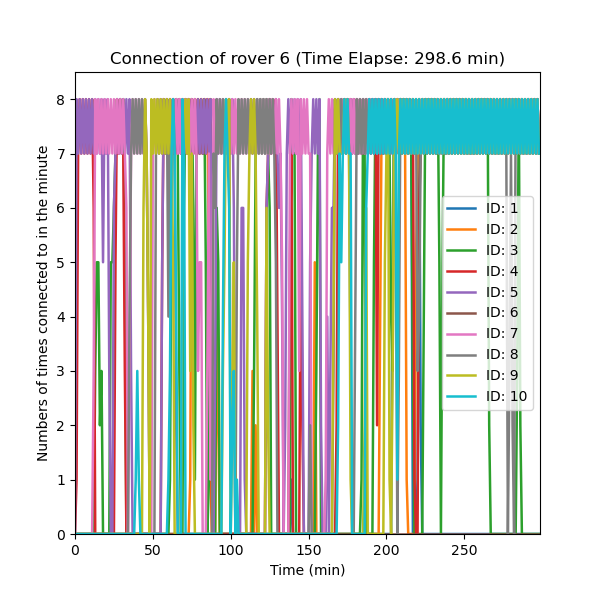 Connection of rover 6 (Time Elapse: 298.6 min)
Numbers of times connected to in the minute
8
7
6
5
4
3
2
1
0
ID: 1
ID: 2
ID: 3
ID: 4
ID: 5
ID: 6
ID: 7
ID: 8
ID: 9
ID: 10
0 50 100 150 200 250
Time (min)